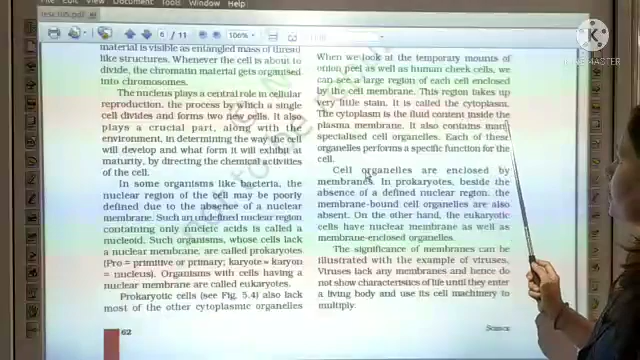 Edit View Document Tools Window Help
iesc105.pdf
6 / 11
106%
material is visible as entangled mass of thread
like structures. Whenever the cell is about to
divide, the chromatin material gets organised
into chromosomes.
The nucleus plays a central role in cellular
reproduction, the process by which a single
cell divides and forms two new cells. It also
plays a crucial part, along with the
environment, in determining the way the cell
will develop and what form it will exhibit at
maturity, by directing the chemical activities
of the cell.
In some organisms like bacteria, the
nuclear region of the cell may be poorly
defined due to the absence of a nuclear
membrane. Such an undefined nuclear region
containing only nucleic acids is called a
nucleoid. Such organisms, whose cells lack
a nuclear membrane, are called prokaryotes
(Pro = primitive or primary; karyote ≈ karyon
= nucleus). Organisms with cells having a
nuclear membrane are called eukaryotes.
Prokaryotic cells (see Fig. 5.4) also lack
most of the other cytoplasmic organelles
62
When we look at the temporary mounts of
onion peel as well as human cheek cells, we
can see a large region of each cell enclosed
by the cell membrane. This region takes up
very little stain. It is called the cytoplasm.
The cytoplasm is the fluid content inside the
plasma membrane. It also contains many
specialised cell organelles. Each of these
organelles performs a specific function for the
cell.
Cell organelles are enclosed by
membranes. In prokaryotes, beside the
absence of a defined nuclear region, the
membrane-bound cell organelles are also
absent. On the other hand, the eukaryotic
cells have nuclear membrane as well as
membrane-enclosed organelles.
The significance of membranes can be
illustrated with the example of viruses.
Viruses lack any membranes and hence do
not show characteristics of life until they enter
a living body and use its cell machinery to
multiply.
Science